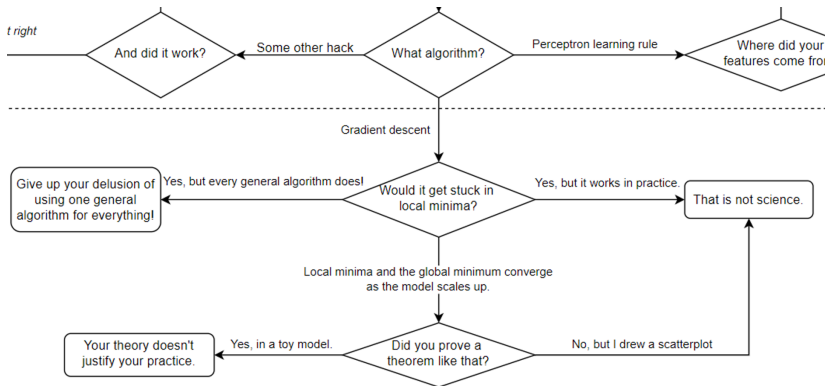 t right
And did it work?
Some other hack
What algorithm?
Perceptron learning rule
Where did your
features come from
Gradient descent
Give up your delusion of
using one general
algorithm for everything!
Yes, but every general algorithm does!
Would it get stuck in
local minima?
Yes, but it works in practice.
That is not science.
Local minima and the global minimum converge
as the model scales up.
Your theory doesn't
justify your practice.
Yes, in a toy model.
Did you prove a
theorem like that?
No, but I drew a scatterplot